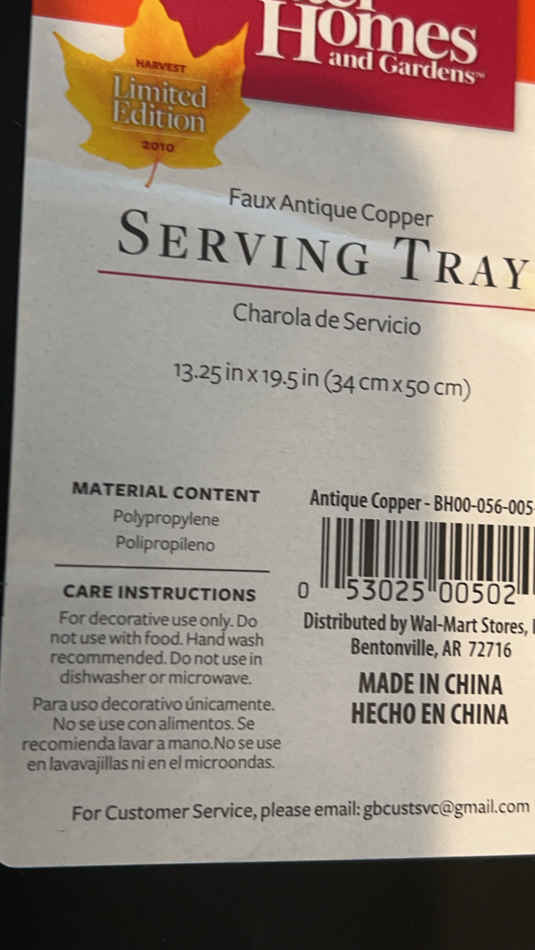 Homes
and Gardens™
HARVEST
Limited
Edition
2010
Faux Antique Copper
SERVING TRAY
Charola de Servicio
13.25 in x 19.5 in (34 cm x 50 cm)
MATERIAL CONTENT
Polypropylene
Polipropileno
CARE INSTRUCTIONS
For decorative use only. Do
not use with food. Hand wash
recommended. Do not use in
dishwasher or microwave.
Para uso decorativo únicamente.
No se use con alimentos. Se
recomienda lavar a mano.No se use
en lavavajillas ni en el microondas.
Antique Copper - BH00-056-005-
0 53025 00502
Distributed by Wal-Mart Stores,
Bentonville, AR 72716
MADE IN CHINA
HECHO EN CHINA
For Customer Service, please email: gbcustsvc@gmail.com